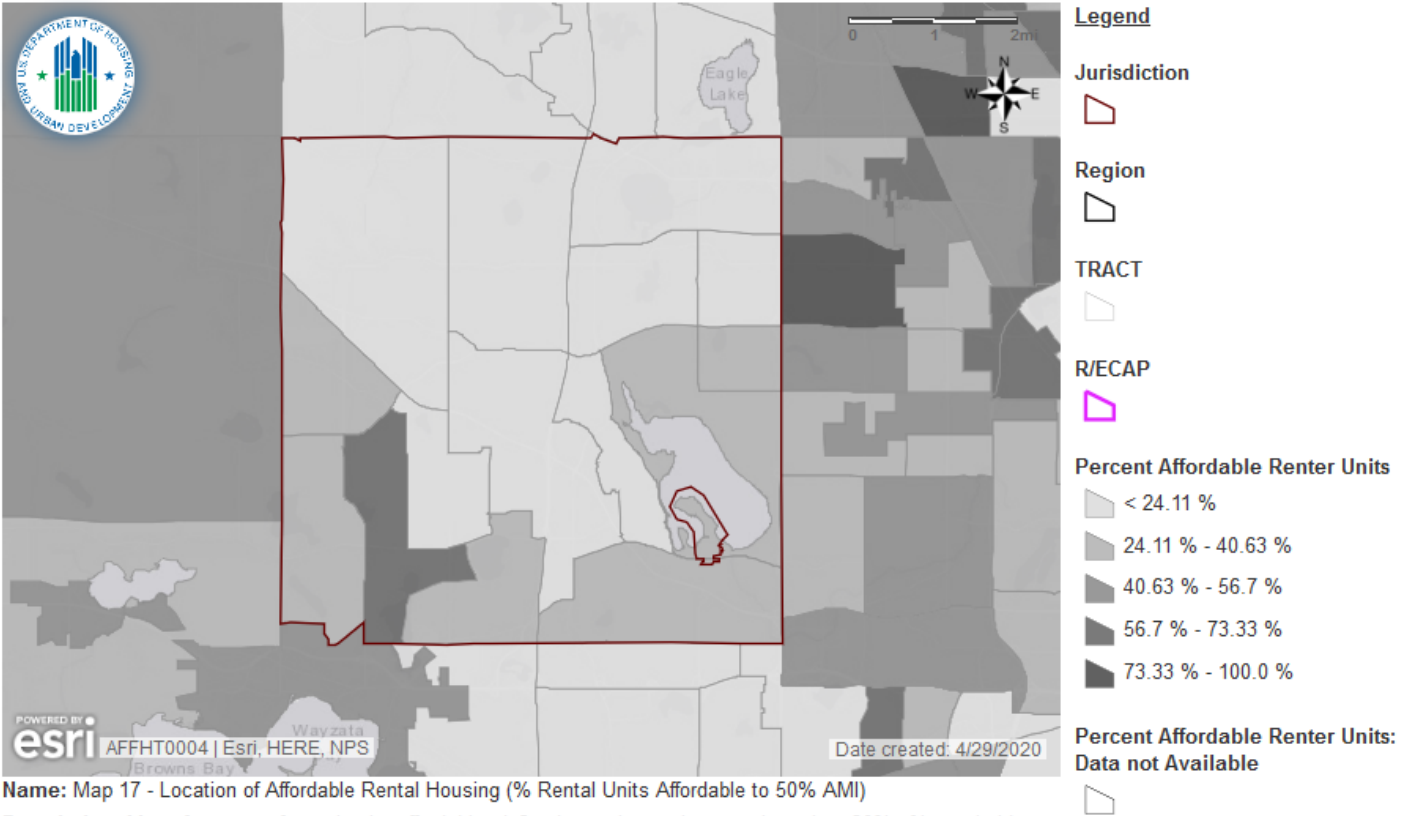 U.S. DEPARTMENT OF HOUSING
AND URBAN DEVELOPMENT
0 1 2mi
N
W E
S
Eagle
Lake
Wayzata
Browns Bay
POWERED BY
esri
AFFHT0004 | Esri, HERE, NPS
Date created: 4/29/2020
Legend
Jurisdiction
Region
TRACT
R/ECAP
Percent Affordable Renter Units
< 24.11 %
24.11 % - 40.63 %
40.63 % - 56.7 %
56.7 % - 73.33 %
73.33 % - 100.0 %
Percent Affordable Renter Units:
Data not Available
Name: Map 17 - Location of Affordable Rental Housing (% Rental Units Affordable to 50% AMI)